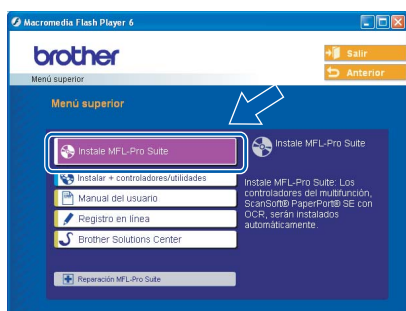 Macromedia Flash Player 6
brother
Salir
Anterior
Menú superior
Menú superior
Instale MFL-Pro Suite
Instalar + controladores/utilidades
Manual del usuario
Registro en línea
Brother Solutions Center
Reparación MFL-Pro Suite
Instale MFL-Pro Suite
Instale MFL-Pro Suite: Los
controladores del multifunción,
ScanSoft® PaperPort® SE con
OCR, serán instalados
automáticamente.